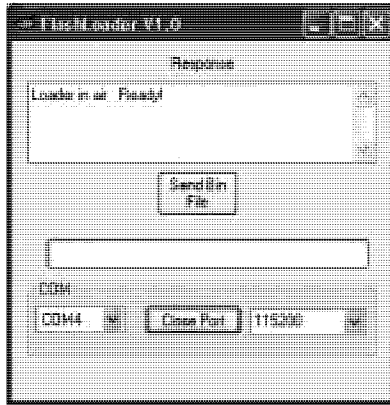 FlashLoader V1.0
Response
Loader in air Ready!
Send Bin
File
COM
COM4 Close Port 115200